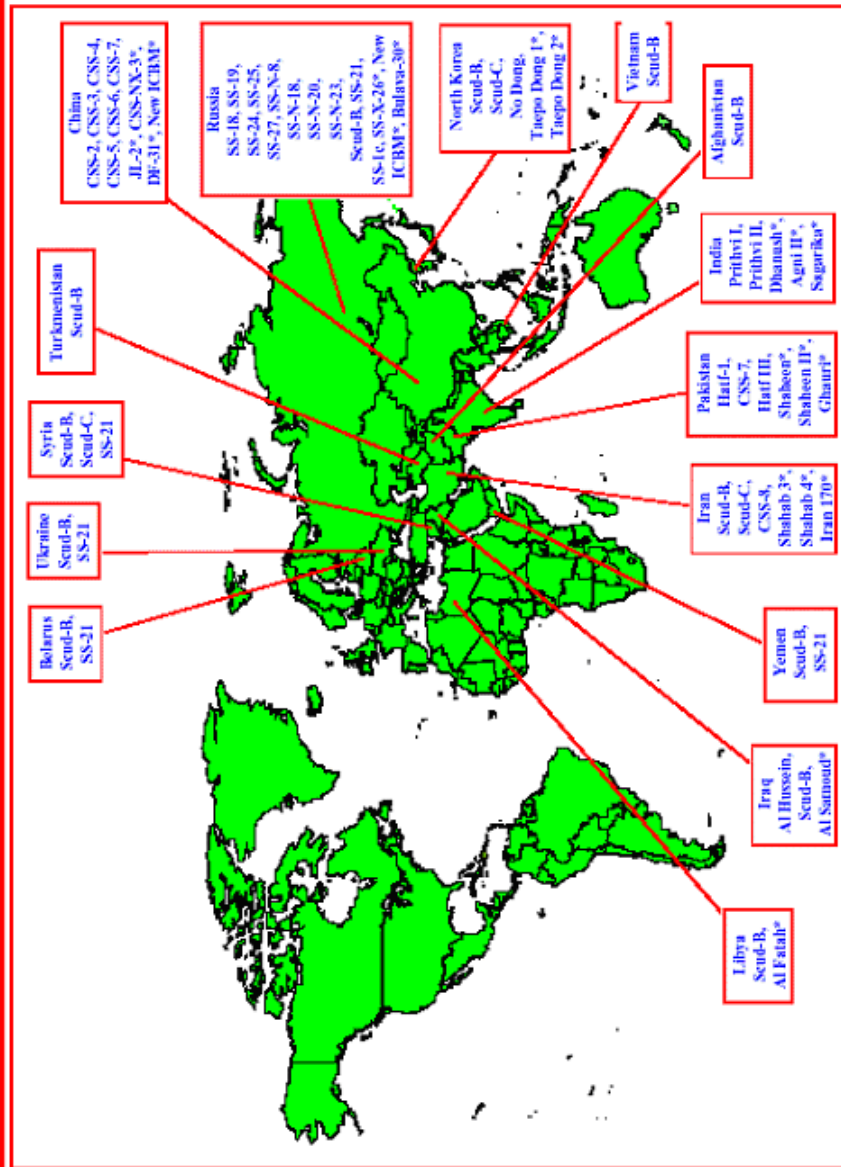 Belarus
Scud-B,
SS-21
Ukraine
Scud-B,
SS-21
Syria
Scud-B,
Scud-C,
SS-21
Turkmenistan
Scud-B
China
CSS-2, CSS-3, CSS-4,
CSS-5, CSS-6, CSS-7,
JL-2*, CSS-NX-3*,
DF-31*, New ICBM*
Russia
SS-18, SS-19,
SS-24, SS-25,
SS-27, SS-N-8,
SS-N-18,
SS-N-20,
SS-N-23,
Scud-B, SS-21,
SS-1c, SS-X-26*, New
ICBM*, Bulava-30*
North Korea
Scud-B,
Scud-C,
No Dong,
Taepo Dong 1*,
Taepo Dong 2*
Vietnam
Scud-B
Afghanistan
Scud-B
India
Prithvi I,
Prithvi II,
Dhanush*,
Agni II*,
Sagarika*
Pakistan
Hatf-I,
CSS-7,
Hatf III,
Shaheen*,
Shaheen II*,
Ghauri*
Iran
Scud-B,
Scud-C,
CSS-8,
Shahab 3*,
Shahab 4*,
Iran 170*
Yemen
Scud-B,
SS-21
Iraq
Al Hussein,
Scud-B,
Al Samoud*
Libya
Scud-B,
Al Fatah*